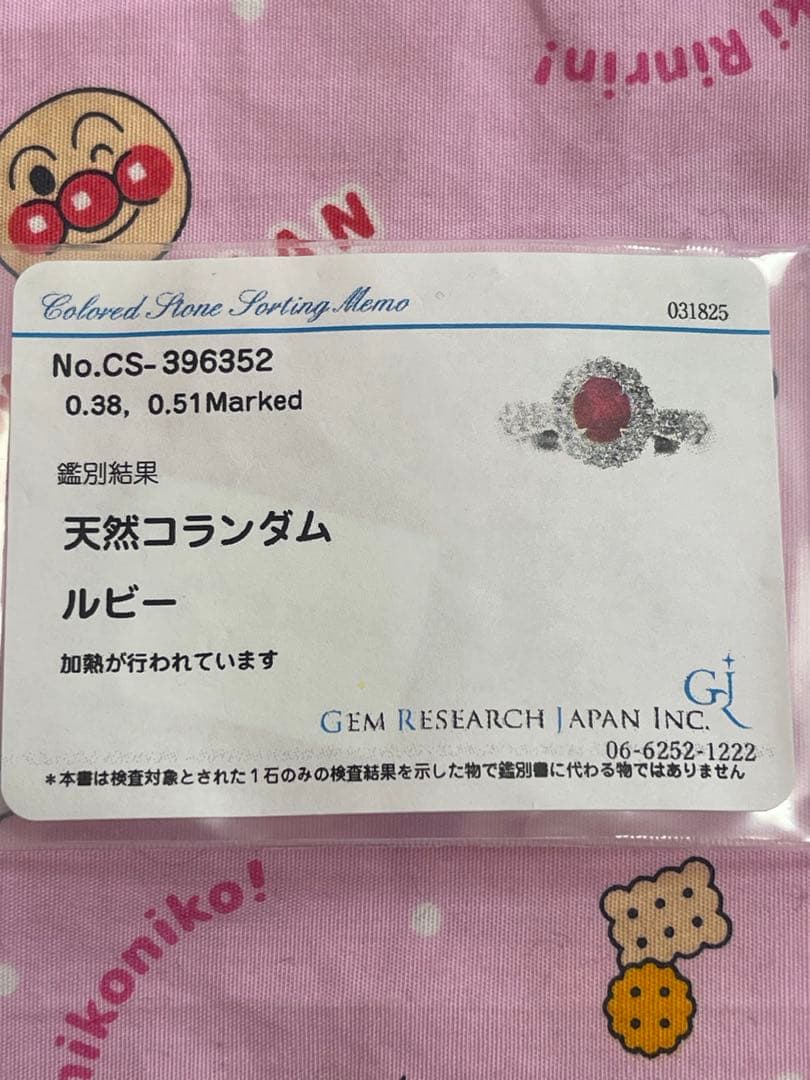 ki Rinrin!
AN
Colored Stone Sorting Memo
031825
No.CS-396352
0.38, 0.51Marked
鑑別結果
天然コランダム
ルビー
加熱が行われています
GJ
GEM RESEARCH JAPAN INC.
06-6252-1222
*本書は検査対象とされた1石のみの検査結果を示した物で鑑別書に代わる物ではありません
nikoniko!